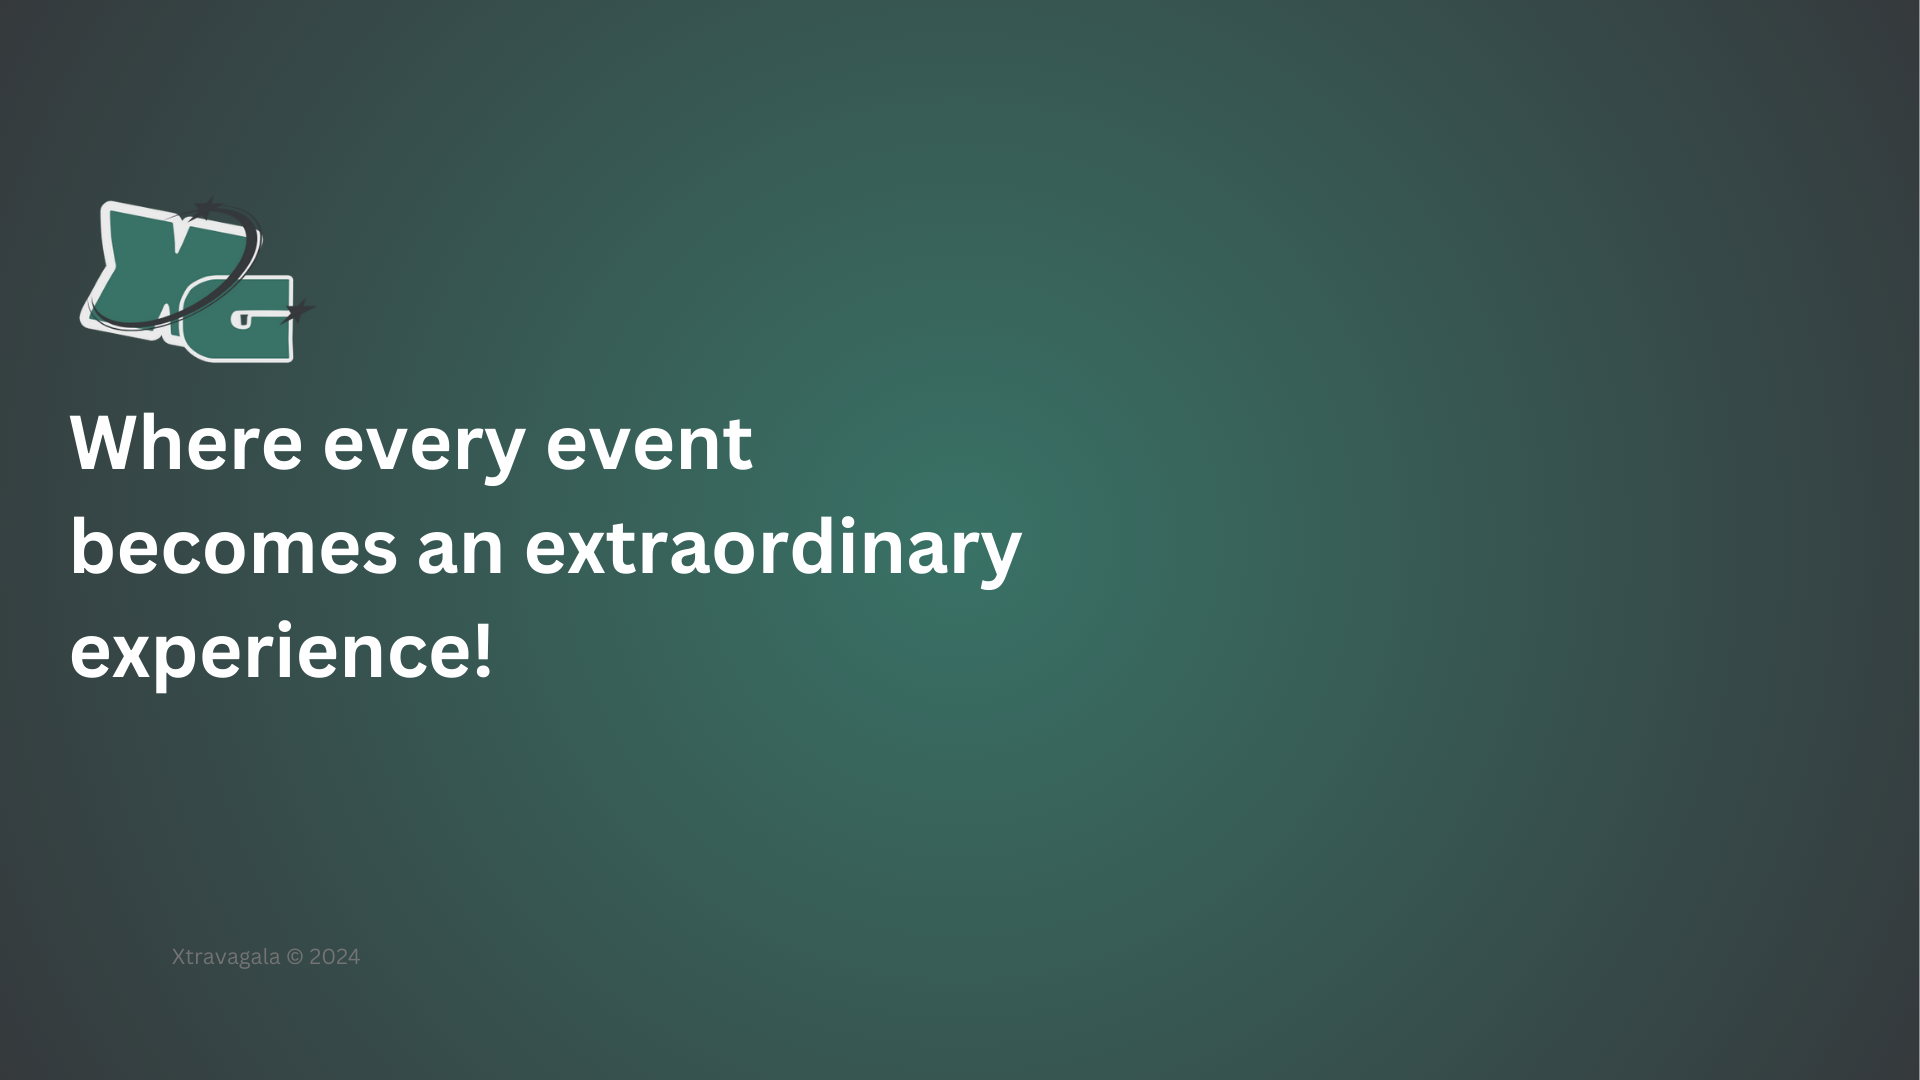 XG
Where every event
becomes an extraordinary
experience!
Xtravagala © 2024